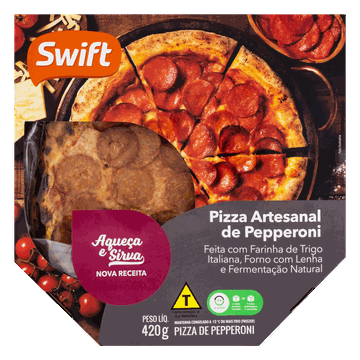 Swift
Pizza Artesanal
de Pepperoni
Feita com Farinha de Trigo
Italiana, Forno com Lenha
e Fermentação Natural
Aqueça
e Sirva
NOVA RECEITA
T
PESO LÍQ.
420g
PIZZA DE PEPPERONI